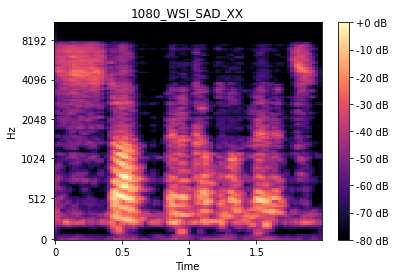 1080_WSI_SAD_XX
+0 dB
8192
-10 dB
4096
-20 dB
-30 dB
2048
Hz
-40 dB
1024
-50 dB
512
-60 dB
-70 dB
0
-80 dB
0 0.5 1 1.5
Time